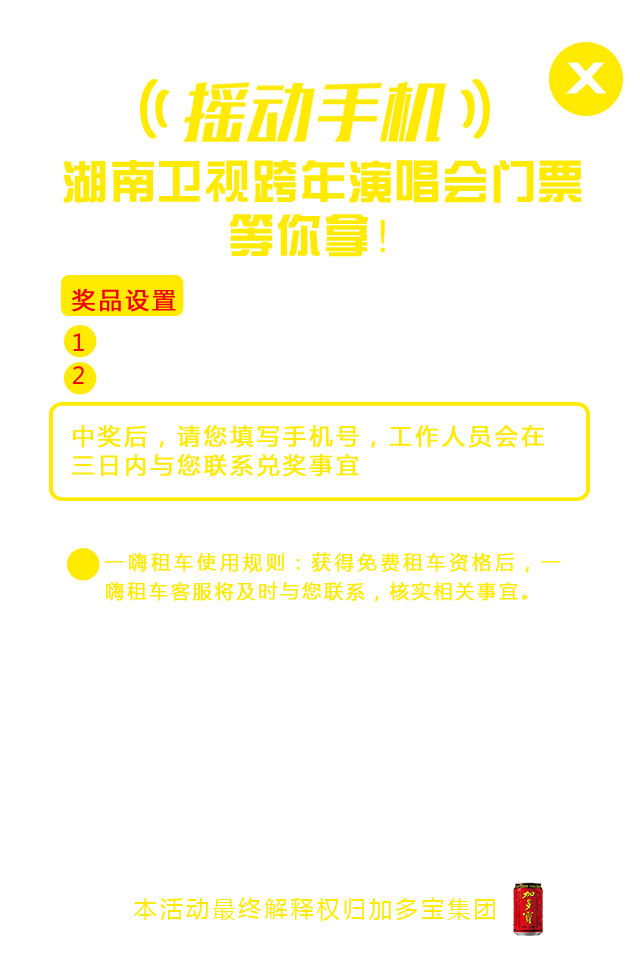 摇动手机
湖南卫视跨年演唱会门票
等你拿！
奖品设置
1
2
中奖后，请您填写手机号，工作人员会在
三日内与您联系兑奖事宜
一嗨租车使用规则：获得免费租车资格后，一
嗨租车客服将及时与您联系，核实相关事宜。
本活动最终解释权归加多宝集团
加多寶